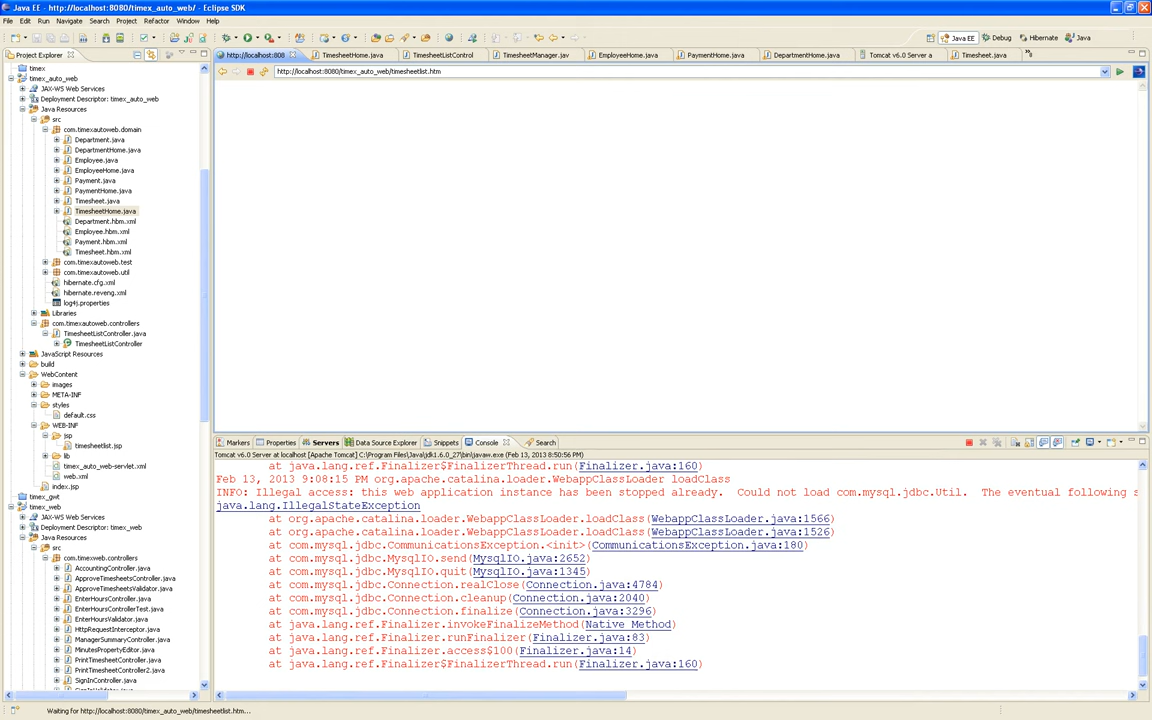 Java EE - http://localhost:8080/timex_auto_web/ - Eclipse SDK
File Edit Run Navigate Search Project Refactor Window Help
Java EE Debug Hibernate Java
Project Explorer
http://localhost:808 TimesheetHome.java TimesheetListControl TimesheetManager.jav EmployeeHome.java PaymentHome.java DepartmentHome.java Tomcat v6.0 Server a Timesheet.java
http://localhost:8080/timex_auto_web/timesheetlist.htm
timex
timex_auto_web
JAX-WS Web Services
Deployment Descriptor: timex_auto_web
Java Resources
src
com.timexautoweb.domain
Department.java
DepartmentHome.java
Employee.java
EmployeeHome.java
Payment.java
PaymentHome.java
Timesheet.java
TimesheetHome.java
Department.hbm.xml
Employee.hbm.xml
Payment.hbm.xml
Timesheet.hbm.xml
com.timexautoweb.test
com.timexautoweb.util
hibernate.cfg.xml
hibernate.reveng.xml
log4j.properties
Libraries
com.timexautoweb.controllers
TimesheetListController.java
TimesheetListController
JavaScript Resources
build
WebContent
images
META-INF
styles
default.css
WEB-INF
jsp
timesheetlist.jsp
lib
timex_auto_web-servlet.xml
web.xml
index.jsp
timex_gwt
timex_web
JAX-WS Web Services
Deployment Descriptor: timex_web
Java Resources
src
com.timexweb.controllers
AccountingController.java
ApproveTimesheetsController.java
ApproveTimesheetsValidator.java
EnterHoursController.java
EnterHoursControllerTest.java
EnterHoursValidator.java
HttpRequestInterceptor.java
ManagerSummaryController.java
MinutesPropertyEditor.java
PrintTimesheetController.java
PrintTimesheetController2.java
SignInController.java
SignInValidator.java
Markers Properties Servers Data Source Explorer Snippets Console Search
Tomcat v6.0 Server at localhost [Apache Tomcat] C:\Program Files\Java\jdk1.6.0_27\bin\javaw.exe (Feb 13, 2013 8:50:56 PM)
at java.lang.ref.Finalizer$FinalizerThread.run(Finalizer.java:160)
Feb 13, 2013 9:08:15 PM org.apache.catalina.loader.WebappClassLoader loadClass
INFO: Illegal access: this web application instance has been stopped already.  Could not load com.mysql.jdbc.Util.  The eventual following s
java.lang.IllegalStateException
at org.apache.catalina.loader.WebappClassLoader.loadClass(WebappClassLoader.java:1566)
at org.apache.catalina.loader.WebappClassLoader.loadClass(WebappClassLoader.java:1526)
at com.mysql.jdbc.CommunicationsException.<init>(CommunicationsException.java:180)
at com.mysql.jdbc.MysqlIO.send(MysqlIO.java:2652)
at com.mysql.jdbc.MysqlIO.quit(MysqlIO.java:1345)
at com.mysql.jdbc.Connection.realClose(Connection.java:4784)
at com.mysql.jdbc.Connection.cleanup(Connection.java:2040)
at com.mysql.jdbc.Connection.finalize(Connection.java:3296)
at java.lang.ref.Finalizer.invokeFinalizeMethod(Native Method)
at java.lang.ref.Finalizer.runFinalizer(Finalizer.java:83)
at java.lang.ref.Finalizer.access$100(Finalizer.java:14)
at java.lang.ref.Finalizer$FinalizerThread.run(Finalizer.java:160)
Waiting for http://localhost:8080/timex_auto_web/timesheetlist.htm...